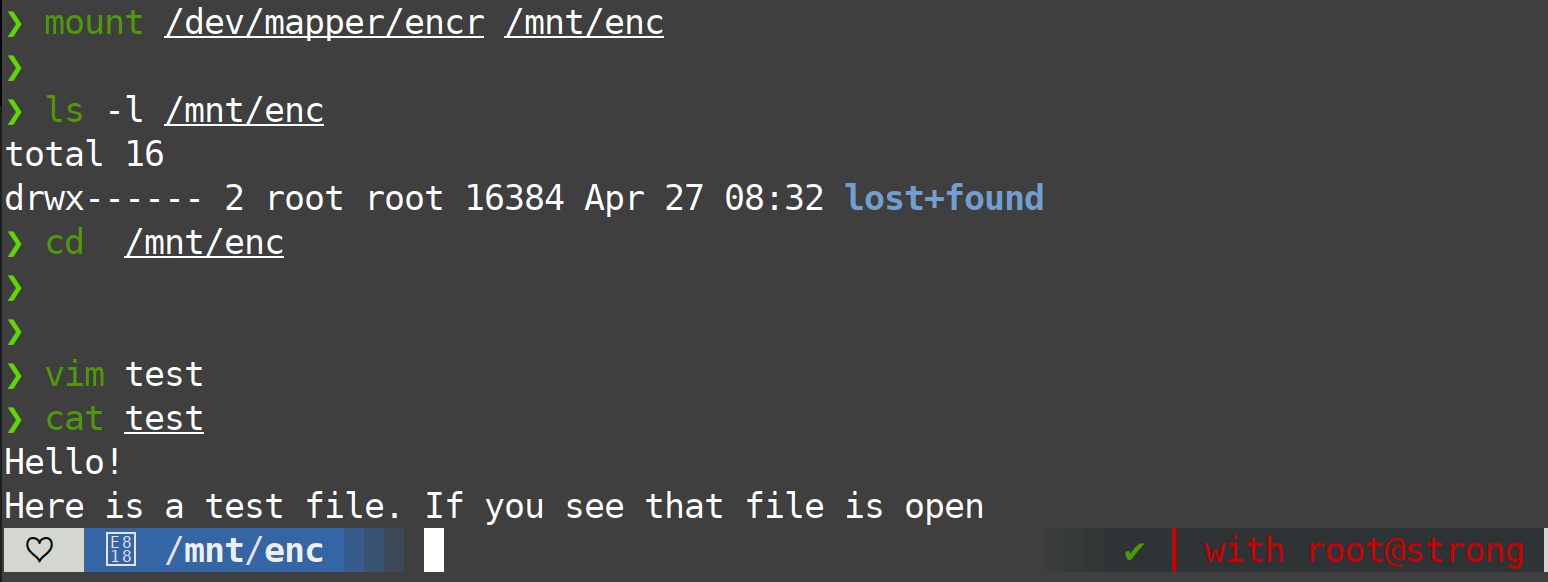 ❯ mount /dev/mapper/encr /mnt/enc
❯
❯ ls -l /mnt/enc
total 16
drwx------ 2 root root 16384 Apr 27 08:32 lost+found
❯ cd  /mnt/enc
❯
❯
❯ vim test
❯ cat test
Hello!
Here is a test file. If you see that file is open
♡ E818 /mnt/enc ✔ with root@strong